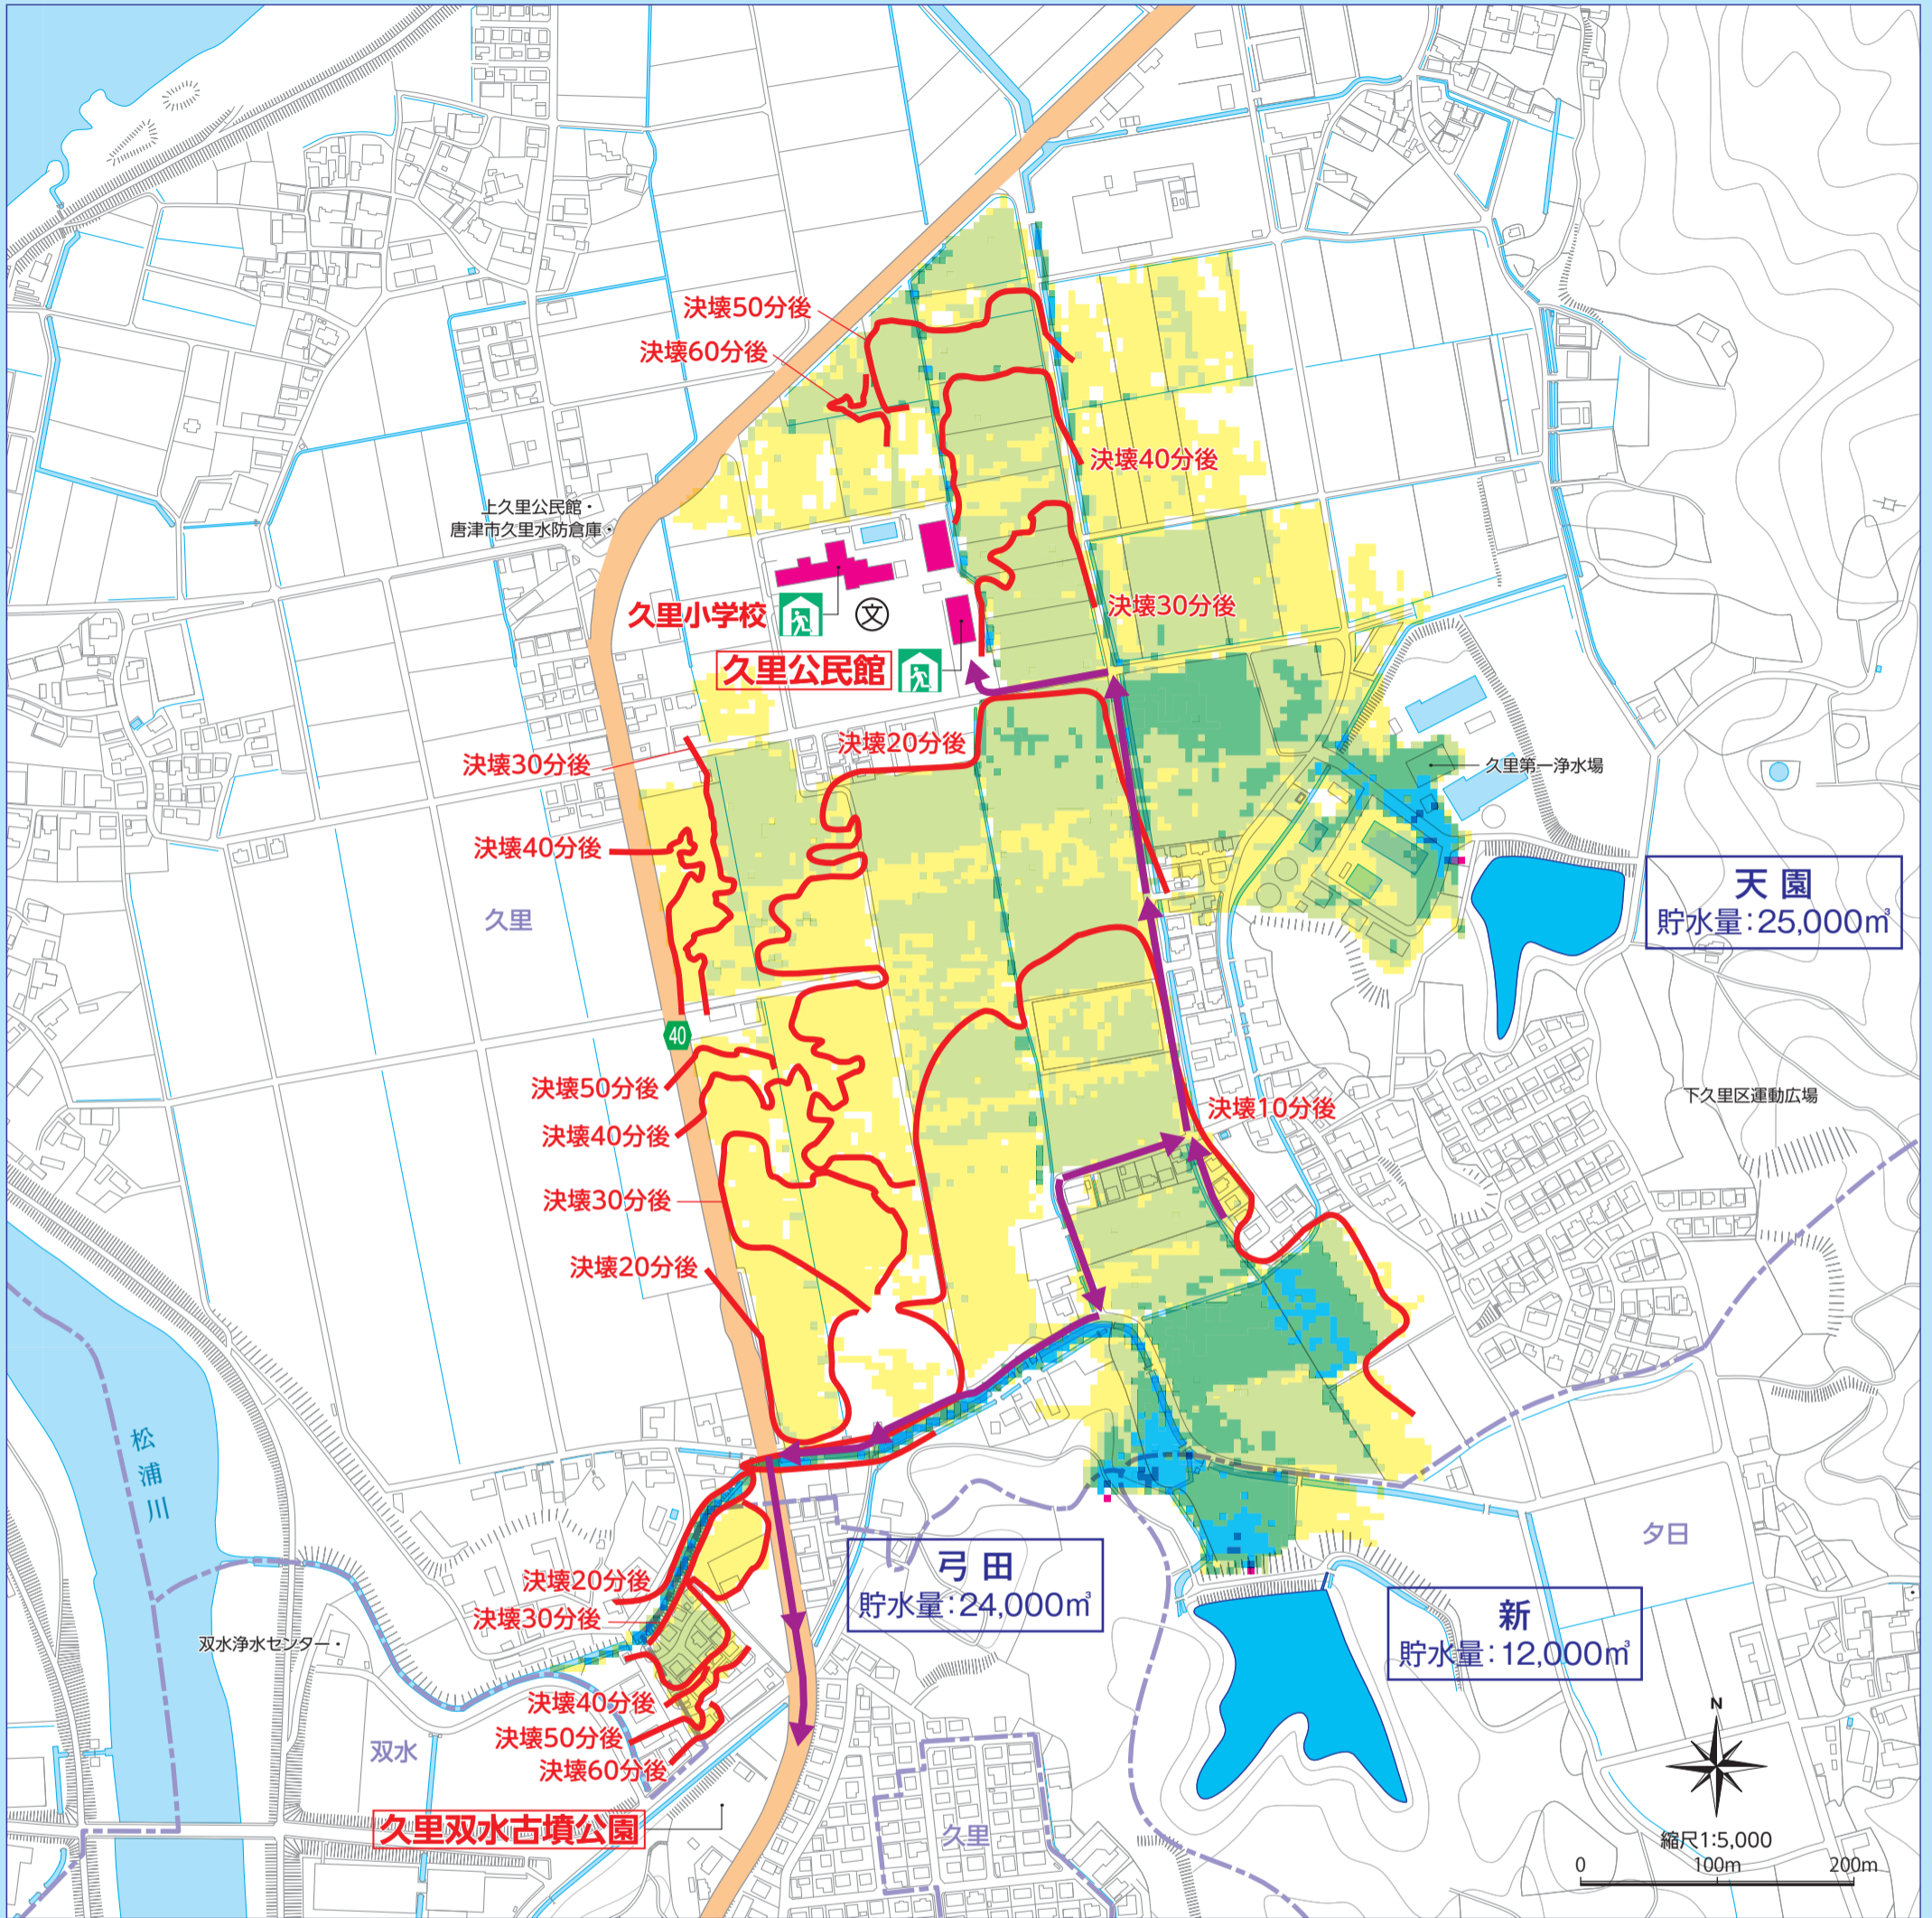 決壊50分後
決壊60分後
決壊40分後
上久里公民館・
唐津市久里水防倉庫・
久里小学校
文
決壊30分後
久里公民館
決壊20分後
決壊30分後
久里第一浄水場
決壊40分後
天園
貯水量：25,000㎥
久里
40
決壊50分後
下久里区運動広場
決壊10分後
決壊40分後
決壊30分後
決壊20分後
松浦川
夕日
弓田
貯水量：24,000㎥
決壊20分後
新
貯水量：12,000㎥
決壊30分後
双水浄水センター・
決壊40分後
決壊50分後
双水
決壊60分後
N
久里双水古墳公園
久里
縮尺1:5,000
0 100m 200m